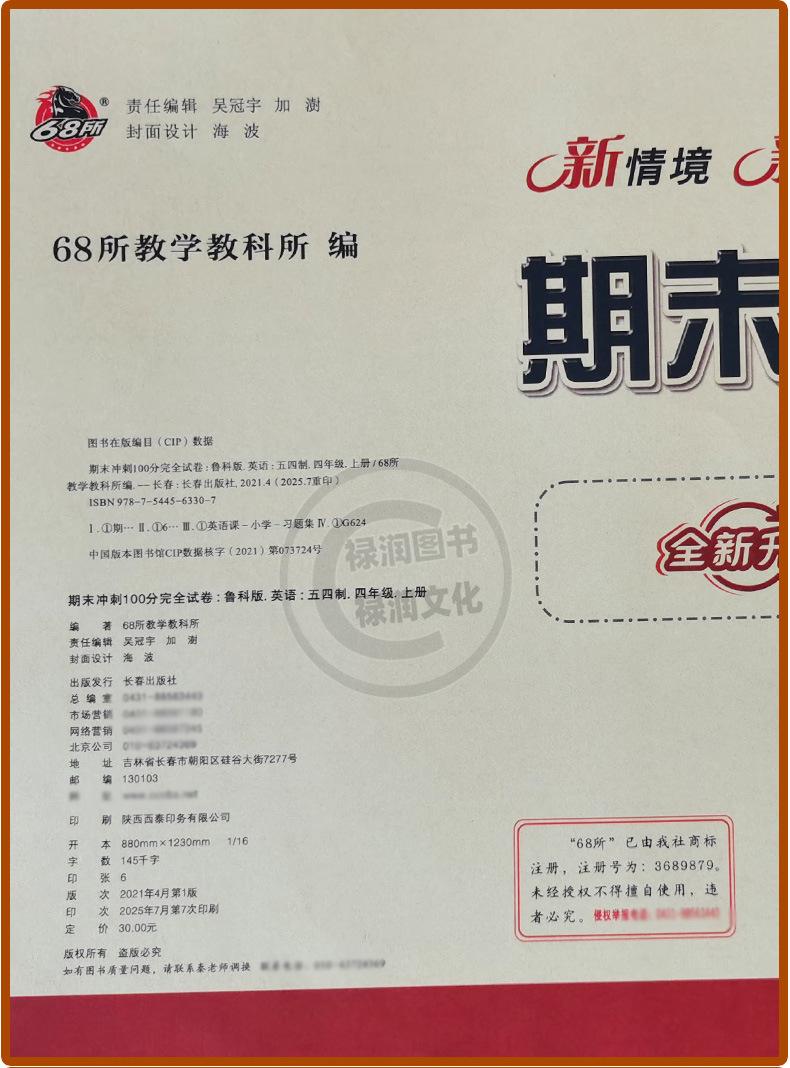 68所®
责任编辑 吴冠宇 加 澍
封面设计 海 波
68所教学教科所 编
新情境
期末
全新升
图书在版编目（CIP）数据
期末冲刺100分完全试卷：鲁科版. 英语：五四制. 四年级. 上册/68所
教学教科所编. —— 长春：长春出版社, 2021.4（2025.7重印）
ISBN 978-7-5445-6330-7
Ⅰ.①期… Ⅱ.①6… Ⅲ.①英语课－小学－习题集 Ⅳ.①G624
中国版本图书馆CIP数据核字（2021）第073724号
禄润图书
禄润文化
期末冲刺100分完全试卷：鲁科版. 英语：五四制. 四年级. 上册
编 著 68所教学教科所
责任编辑 吴冠宇 加 澍
封面设计 海 波
出版发行 长春出版社
总 编 室
市场营销
网络营销
北京公司
地 址 吉林省长春市朝阳区硅谷大街7277号
邮 编 130103
印 刷 陕西西泰印务有限公司
开 本 880mm×1230mm 1/16
字 数 145千字
印 张 6
版 次 2021年4月第1版
印 次 2025年7月第7次印刷
定 价 30.00元
版权所有 盗版必究
如有图书质量问题，请联系秦老师调换
“68所”已由我社商标
注册，注册号为：3689879。
未经授权不得擅自使用，违
者必究。侵权举报电话：